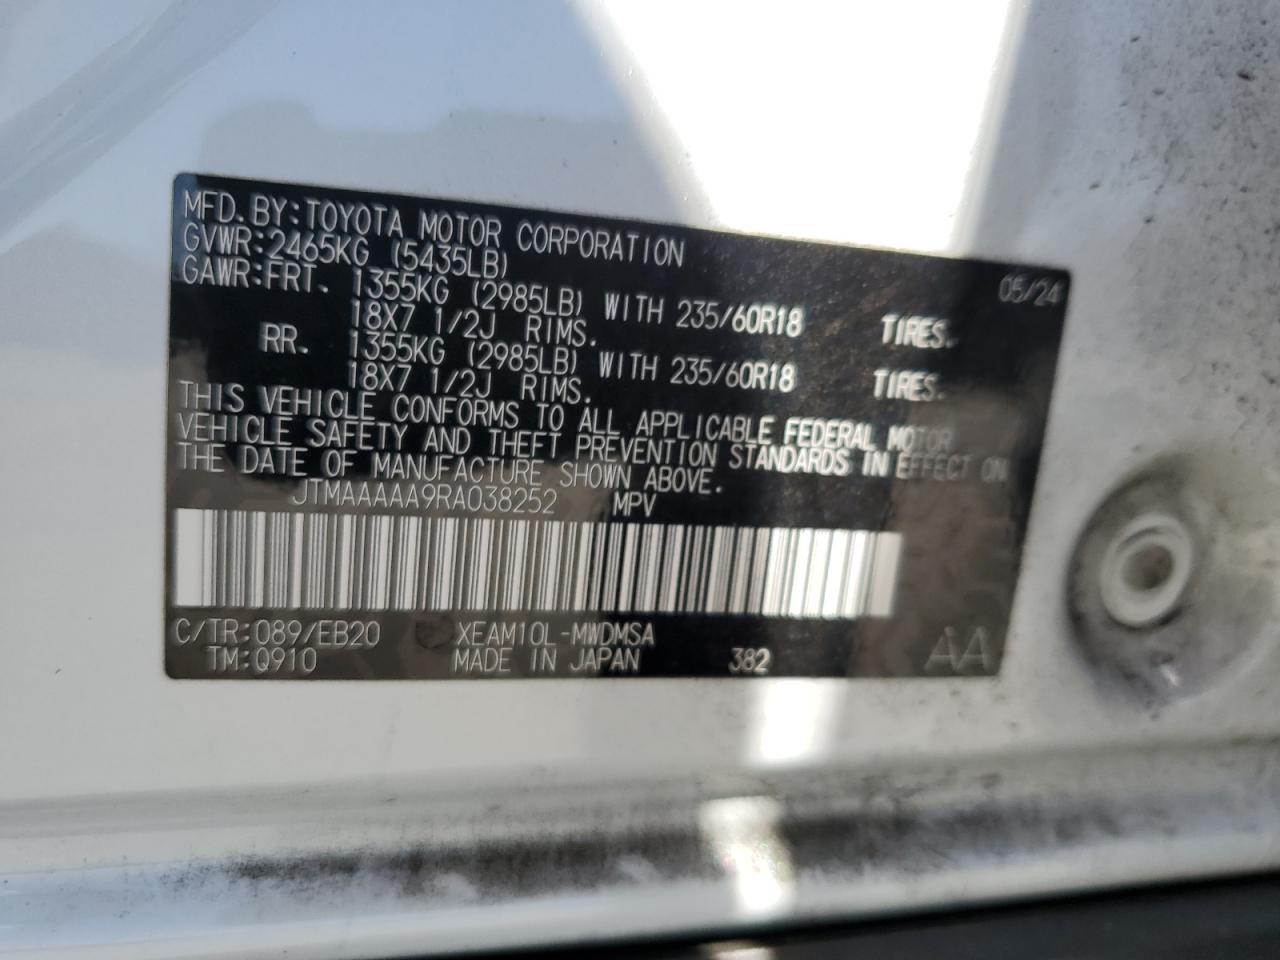 MFD.BY:TOYOTA MOTOR CORPORATION 05/24
GVWR:2465KG (5435LB)
GAWR:FRT. 1355KG (2985LB) WITH 235/60R18 TIRES.
18X7 1/2J RIMS.
RR. 1355KG (2985LB) WITH 235/60R18 TIRES.
18X7 1/2J RIMS.
THIS VEHICLE CONFORMS TO ALL APPLICABLE FEDERAL MOTOR
VEHICLE SAFETY AND THEFT PREVENTION STANDARDS IN EFFECT ON
THE DATE OF MANUFACTURE SHOWN ABOVE.
JTMAAAAA9RA038252 MPV
C/TR:089/EB20 XEAM10L-MWDMSA
TM:Q910 MADE IN JAPAN 382 AA